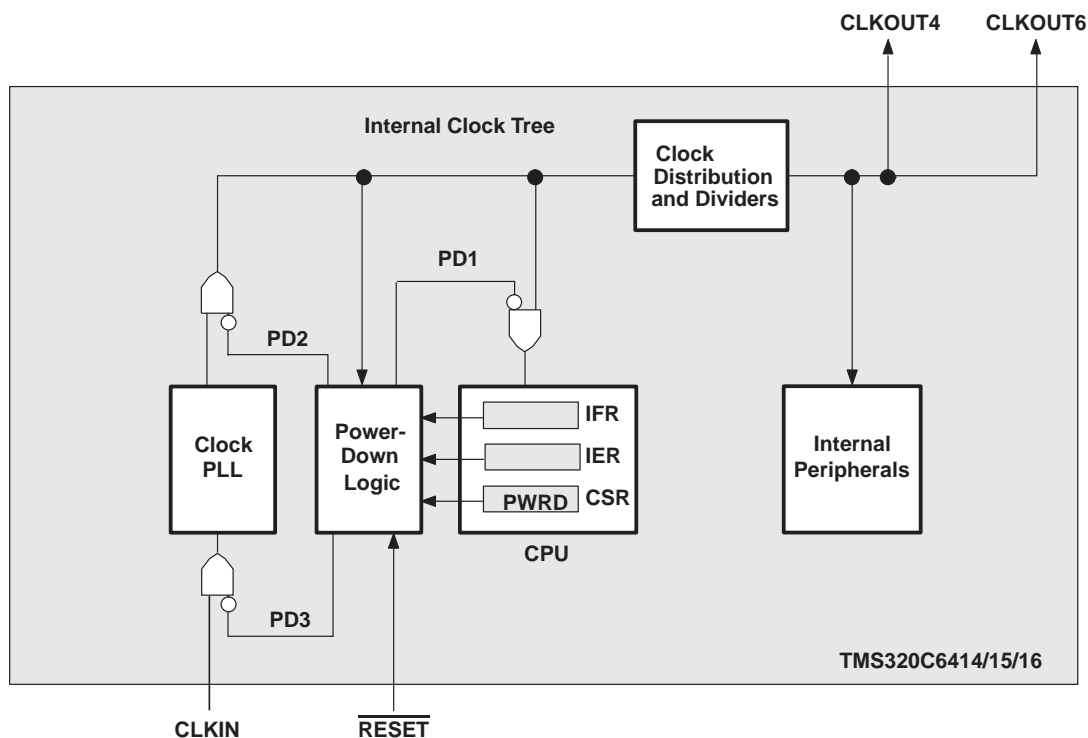 CLKOUT4 CLKOUT6
Internal Clock Tree
Clock
Distribution
and Dividers
PD1
PD2
Clock
PLL
Power-
Down
Logic
IFR
IER
PWRD CSR
CPU
Internal
Peripherals
PD3
TMS320C6414/15/16
CLKIN RESET